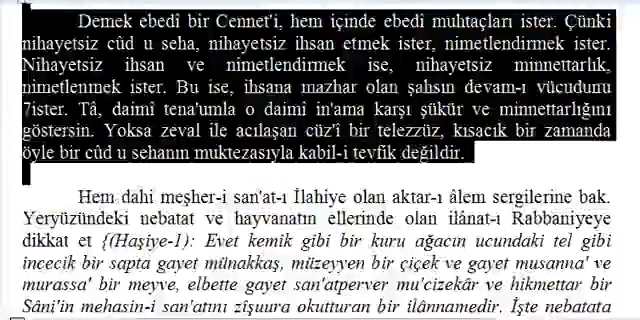 Demek ebedî bir Cennet'i, hem içinde ebedî muhtaçları ister. Çünki
nihayetsiz cûd u seha, nihayetsiz ihsan etmek ister, nimetlendirmek ister.
Nihayetsiz ihsan ve nimetlendirmek ise, nihayetsiz minnettarlık,
nimetlenmek ister. Bu ise, ihsana mazhar olan şahsın devam-ı vücudunu
7ister. Tâ, daimî tena'umla o daimî in'ama karşı şükür ve minnettarlığını
göstersin. Yoksa zeval ile acılaşan cüz'î bir telezzüz, kısacık bir zamanda
öyle bir cûd u sehanın muktezasıyla kabil-i tevfik değildir.
Hem dahi meşher-i san'at-ı İlahiye olan aktar-ı âlem sergilerine bak.
Yeryüzündeki nebatat ve hayvanatın ellerinde olan ilânat-ı Rabbaniyeye
dikkat et {(Haşiye-1): Evet kemik gibi bir kuru ağacın ucundaki tel gibi
incecik bir sapta gayet münakkaş, müzeyyen bir çiçek ve gayet musanna' ve
murassa' bir meyve, elbette gayet san'atperver mu'cizekâr ve hikmettar bir
Sâni'in mehasin-i san'atını zîşuura okutturan bir ilânnamedir. İşte nebatata